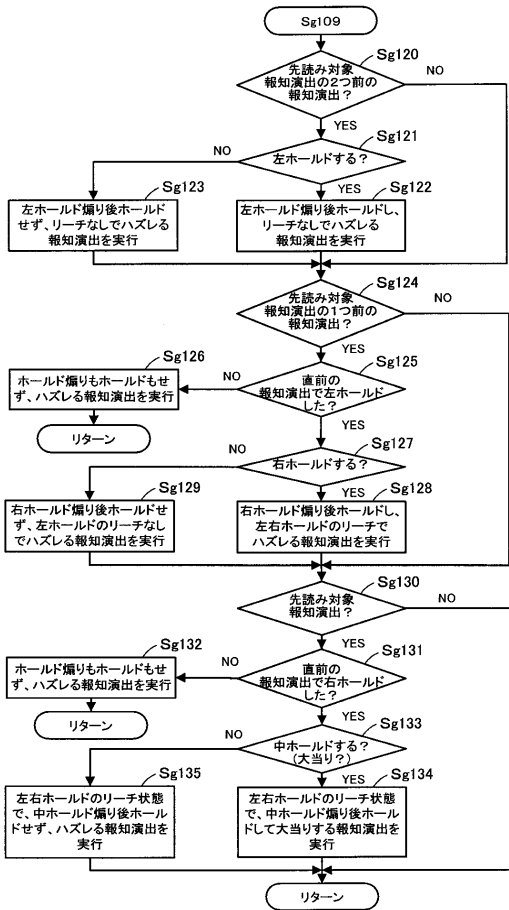 Sg109
Sg120
先読み対象
報知演出の2つ前の
報知演出?
NO
YES
Sg121
左ホールドする?
NO
YES
Sg123
左ホールド煽り後ホールド
せず、リーチなしでハズレる
報知演出を実行
Sg122
左ホールド煽り後ホールドし、
リーチなしでハズレる
報知演出を実行
Sg124
先読み対象
報知演出の1つ前の
報知演出?
NO
YES
Sg125
直前の
報知演出で左ホールド
した?
NO
YES
Sg126
ホールド煽りもホールドもせ
ず、ハズレる報知演出を実行
リターン
Sg127
右ホールドする?
NO
YES
Sg129
右ホールド煽り後ホールドせ
ず、左ホールドのリーチなし
でハズレる報知演出を実行
Sg128
右ホールド煽り後ホールドし、
左右ホールドのリーチで
ハズレる報知演出を実行
Sg130
先読み対象
報知演出?
NO
YES
Sg131
直前の
報知演出で右ホールド
した?
NO
YES
Sg132
ホールド煽りもホールドもせ
ず、ハズレる報知演出を実行
リターン
Sg133
中ホールドする?
(大当り?)
NO
YES
Sg135
左右ホールドのリーチ状態
で、中ホールド煽り後ホール
ドせず、ハズレる報知演出を
実行
Sg134
左右ホールドのリーチ状態
で、中ホールド煽り後ホール
ドして大当りする報知演出を
実行
リターン